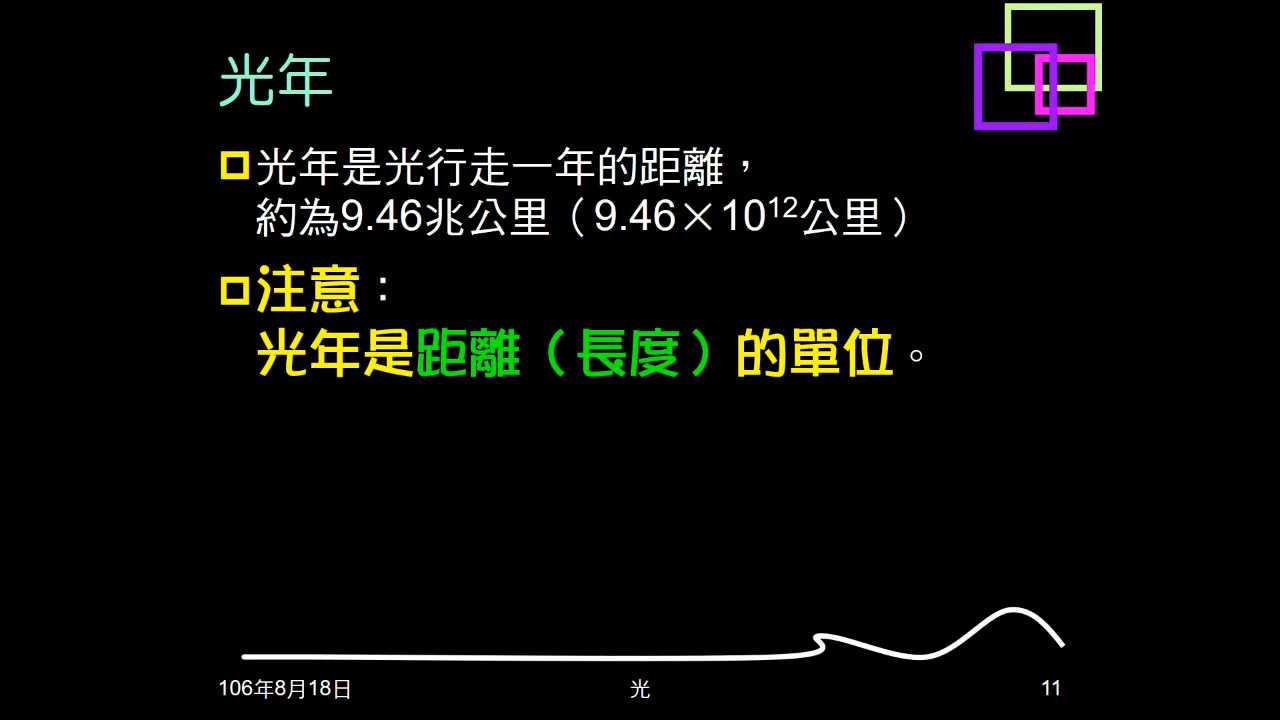 光年
光年是光行走一年的距離，
約為9.46兆公里（9.46×10¹²公里）
注意：
光年是距離（長度）的單位。
106年8月18日
光
11